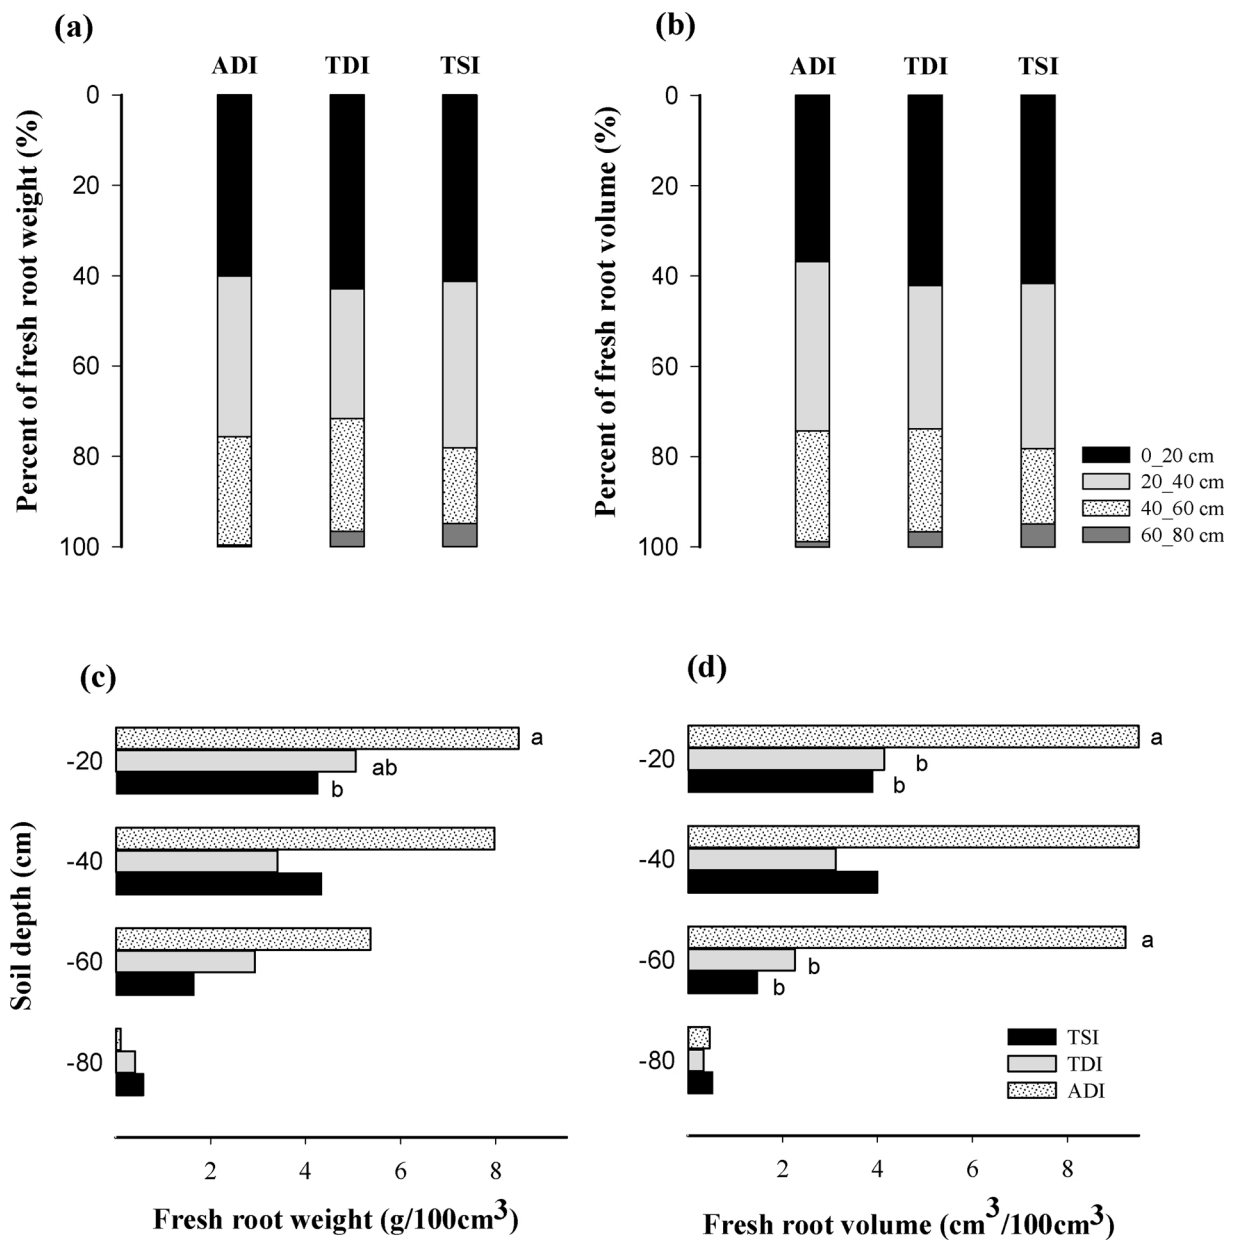 (a)
ADI TDI TSI
0
20
40
60
80
100
Percent of fresh root weight (%)
(b)
ADI TDI TSI
0
20
40
60
80
100
Percent of fresh root volume (%)
0_20 cm
20_40 cm
40_60 cm
60_80 cm
(c)
a
-20
ab
b
-40
-60
-80
Soil depth (cm)
2 4 6 8
Fresh root weight (g/100cm³)
(d)
a
-20
b
b
-40
a
-60
b
b
-80
TSI
TDI
ADI
2 4 6 8
Fresh root volume (cm³/100cm³)